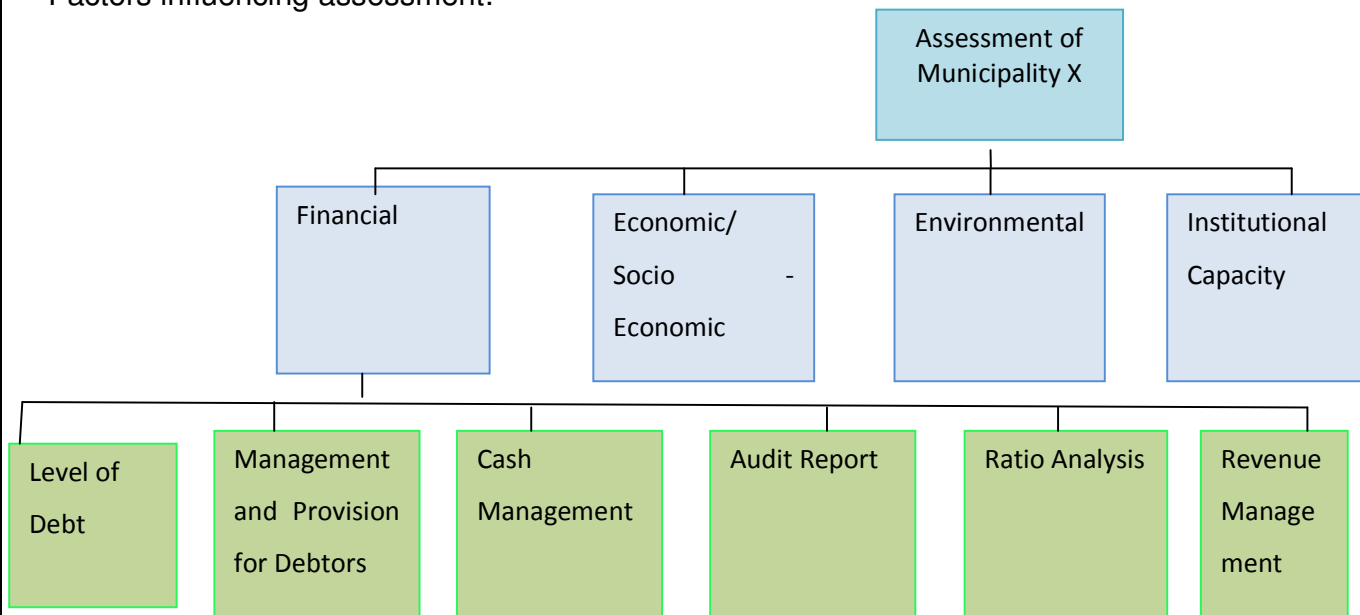 Factors influencing assessment:
Assessment of
Municipality X
Financial
Economic/
Socio -
Economic
Environmental
Institutional
Capacity
Level of
Debt
Management
and Provision
for Debtors
Cash
Management
Audit Report
Ratio Analysis
Revenue
Manage
ment